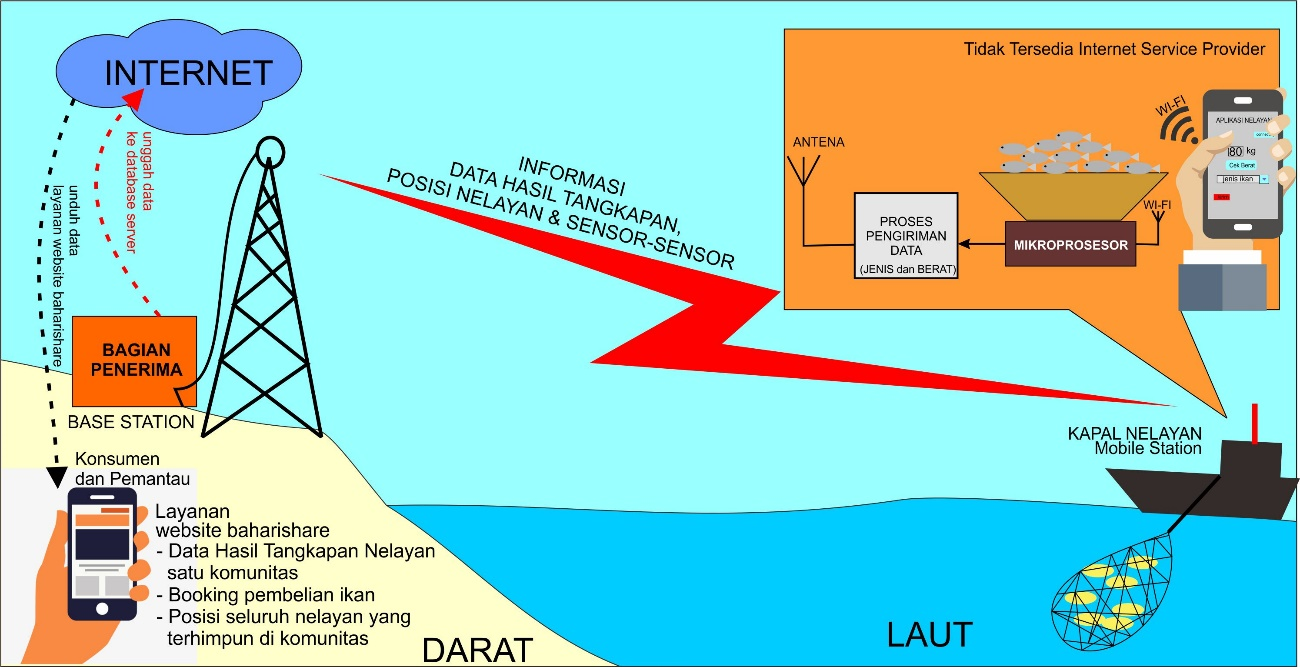 INTERNET
unggah data
ke database server
unduh data
layanan website baharishare
BAGIAN
PENERIMA
BASE STATION
Konsumen
dan Pemantau
Layanan
website baharishare
- Data Hasil Tangkapan Nelayan
satu komunitas
- Booking pembelian ikan
- Posisi seluruh nelayan yang
terhimpun di komunitas
DARAT
LAUT
INFORMASI
DATA HASIL TANGKAPAN,
POSISI NELAYAN & SENSOR-SENSOR
Tidak Tersedia Internet Service Provider
ANTENA
PROSES
PENGIRIMAN
DATA
(JENIS dan BERAT)
MIKROPROSESOR
WI-FI
WI-FI
APLIKASI NELAYAN
connect
80 kg
Cek Berat
jenis ikan
KAPAL NELAYAN
Mobile Station